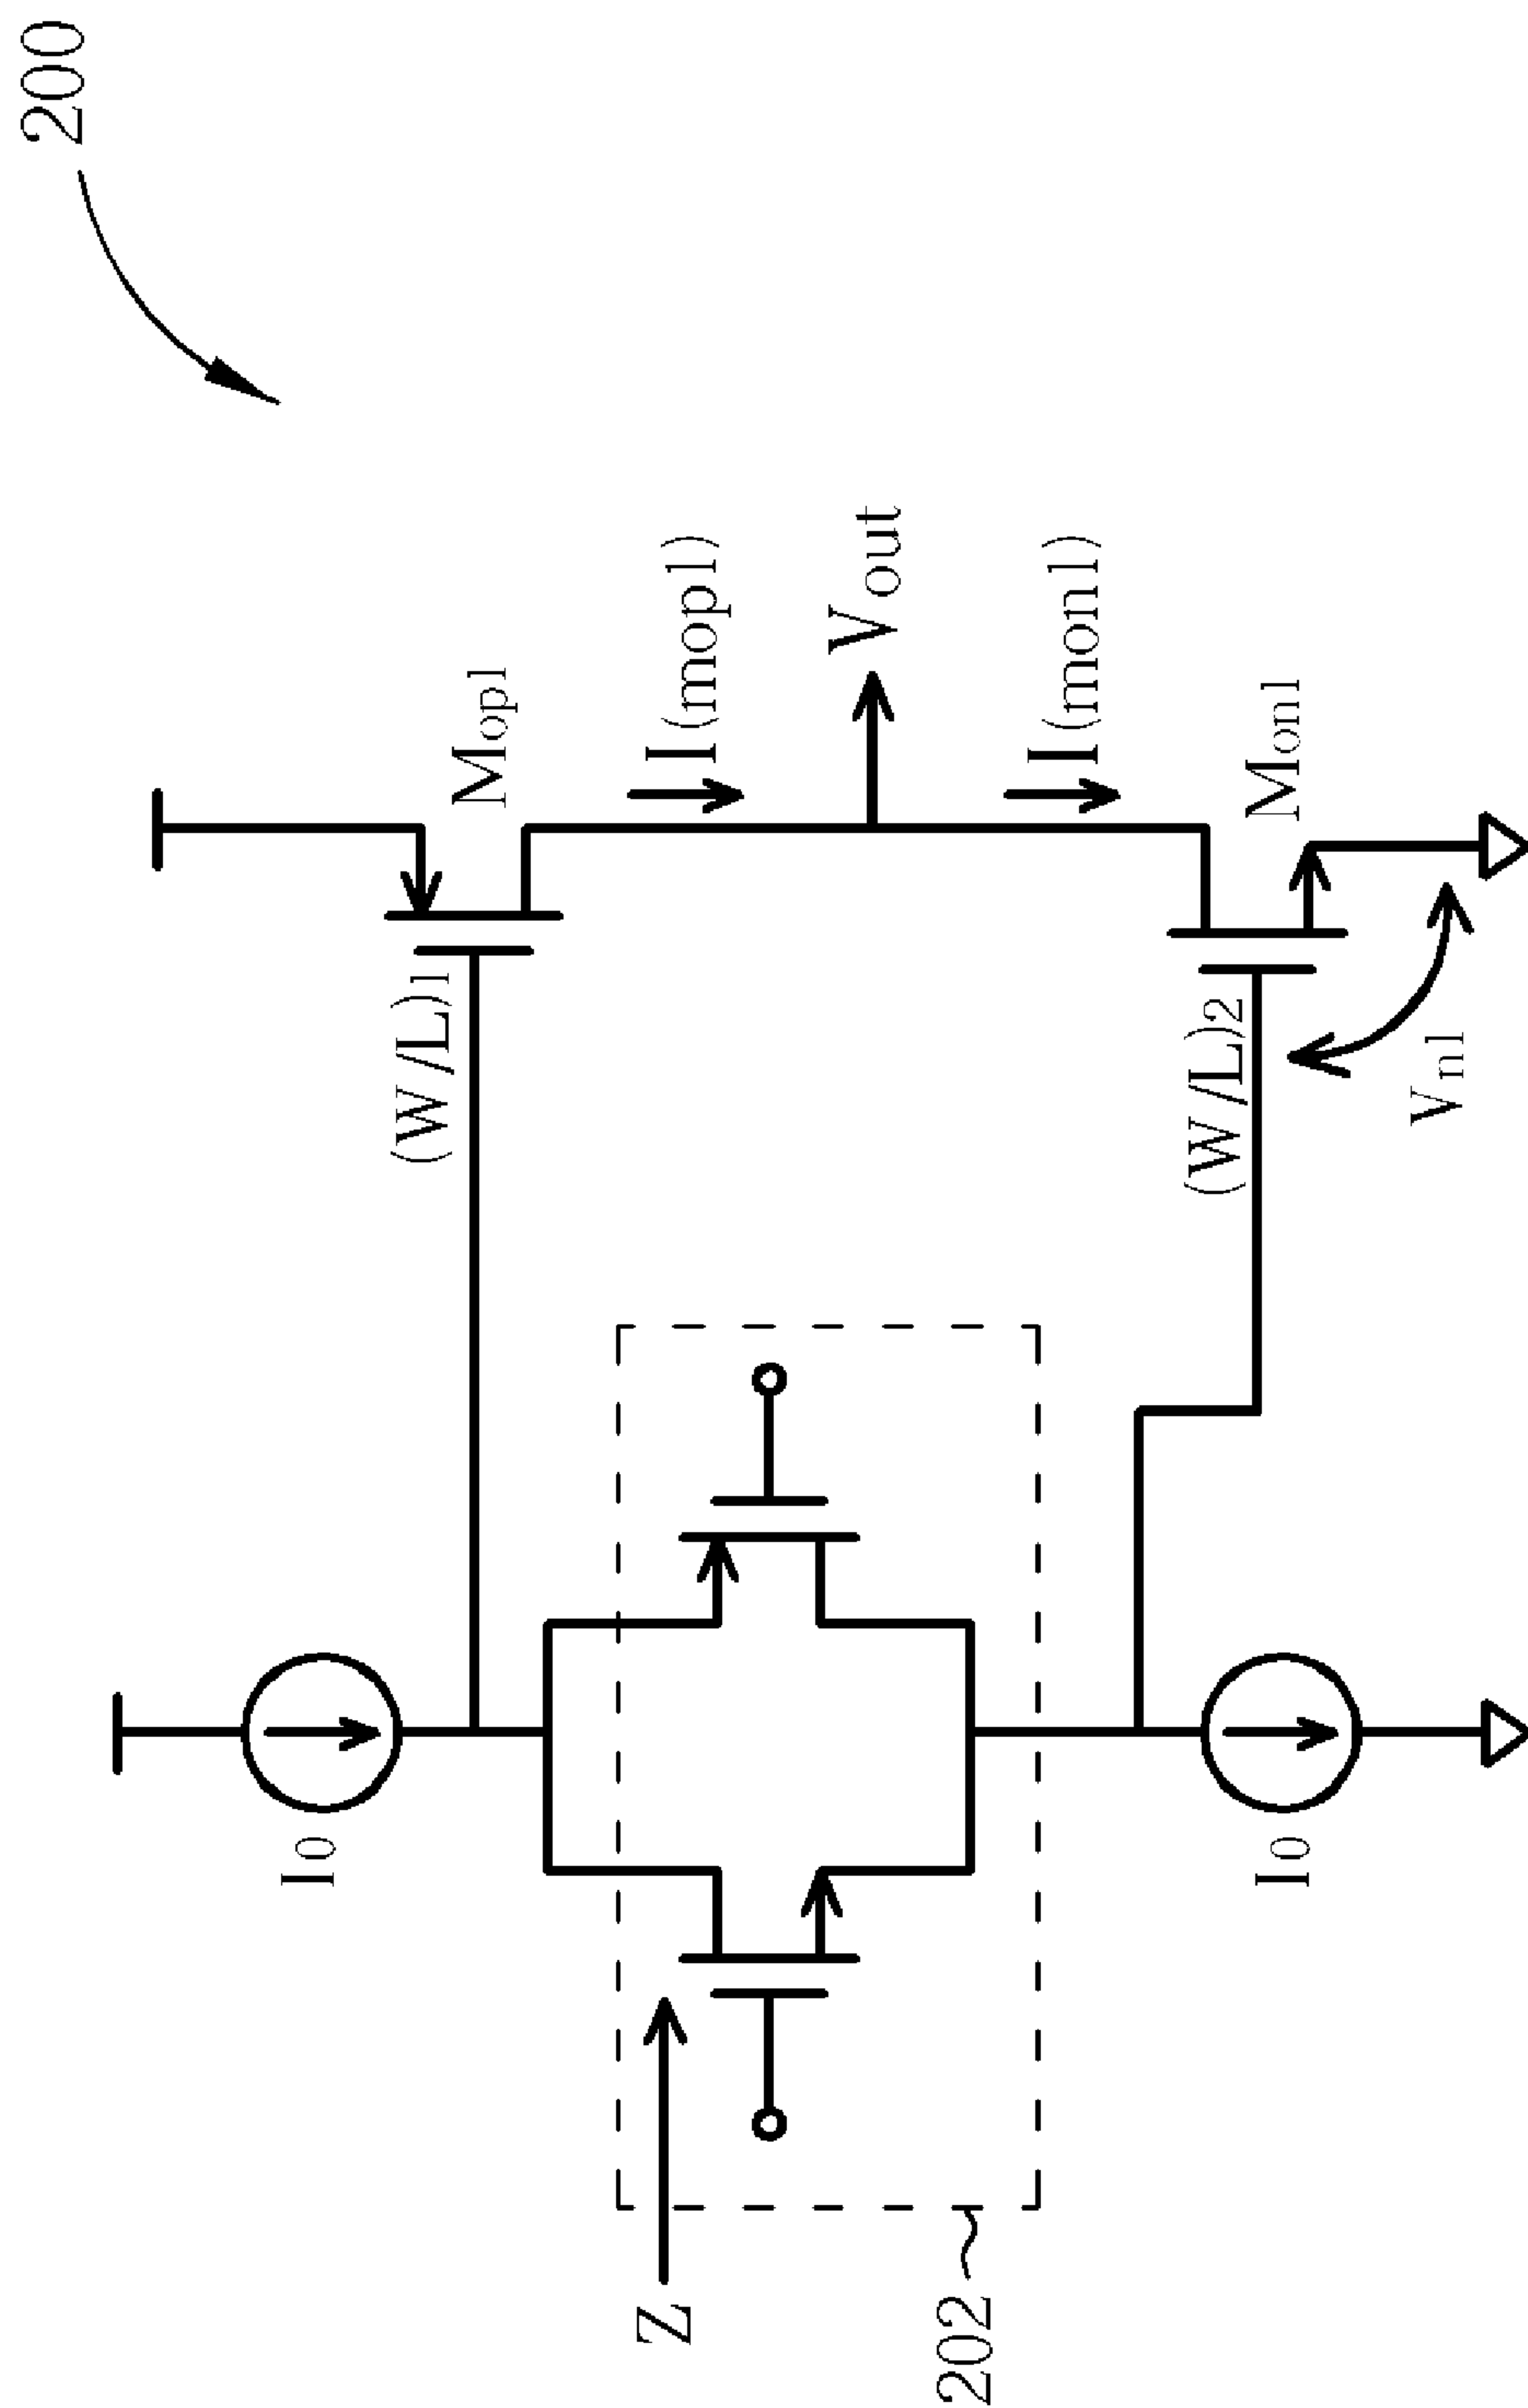 200
Mop1
I(mop1)
Vout
I(mon1)
Mon1
(W/L)1
(W/L)2
Vn1
I0
I0
Z
202